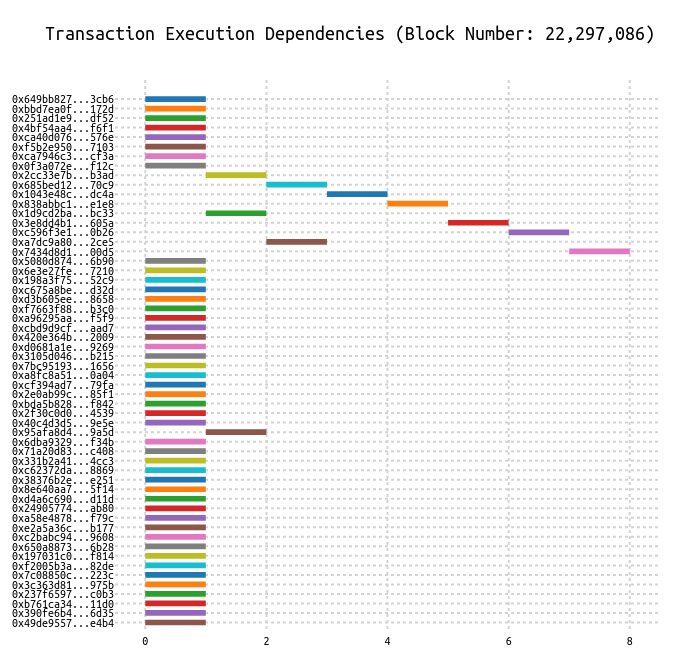 Transaction Execution Dependencies (Block Number: 22,297,086)
0x649bb827...3cb6
0xbbd7ea0f...172d
0x251ad1e9...df52
0x4bf54aa4...f6f1
0xca40d076...576e
0xf5b2e950...7103
0xca7946c3...cf3a
0x0f3a072e...f12c
0x2cc33e7b...b3ad
0x685bed12...70c9
0x1043e48c...dc4a
0x838abbc1...e1e8
0x1d9cd2ba...bc33
0x3e8dd4b1...605a
0xc596f3e1...0b26
0xa7dc9a80...2ce5
0x7434d8d1...00d5
0x5080d874...6b90
0x6e3e27fe...7210
0x198a3f75...52c9
0xc675a8be...d32d
0xd3b605ee...8658
0xf7663f88...b3c0
0xa96295aa...f5f9
0xcbd9d9cf...aad7
0x420e364b...2009
0xd0681a1e...9269
0x3105d046...b215
0x7bc95193...1656
0xa8fc8a51...0a04
0xcf394ad7...79fa
0x2e0ab99c...85f1
0xbda5b828...f842
0x2f30c0d0...4539
0x40c4d3d5...9e5e
0x95afa8d4...9a5d
0x6dba9329...f34b
0x71a20d83...c408
0x331b2a41...4cc3
0xc62372da...8869
0x38376b2e...e251
0x8e640aa7...5f14
0xd4a6c690...d11d
0x24905774...ab80
0xa58e4878...f79c
0xe2a5a36c...b177
0xc2babc94...9608
0x650a8873...6b28
0x197031c0...f814
0xf2005b3a...82de
0x7c08850c...223c
0x3c363d81...975b
0x237f6597...c0b3
0xb761ca34...11d0
0x390fe6b4...6d35
0x49de9557...e4b4
0 2 4 6 8